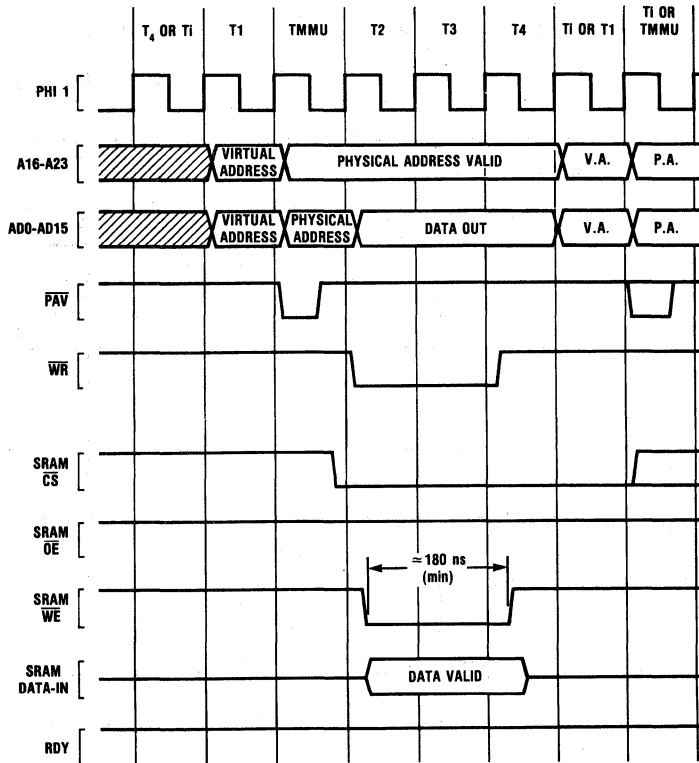 T4 OR Ti T1 TMMU T2 T3 T4 Ti OR T1 Ti OR TMMU
PHI 1
A16-A23 VIRTUAL ADDRESS PHYSICAL ADDRESS VALID V.A. P.A.
AD0-AD15 VIRTUAL ADDRESS PHYSICAL ADDRESS DATA OUT V.A. P.A.
PAV
WR
SRAM
CS
SRAM
OE
≈180 ns
(min)
SRAM
WE
SRAM
DATA-IN
DATA VALID
RDY